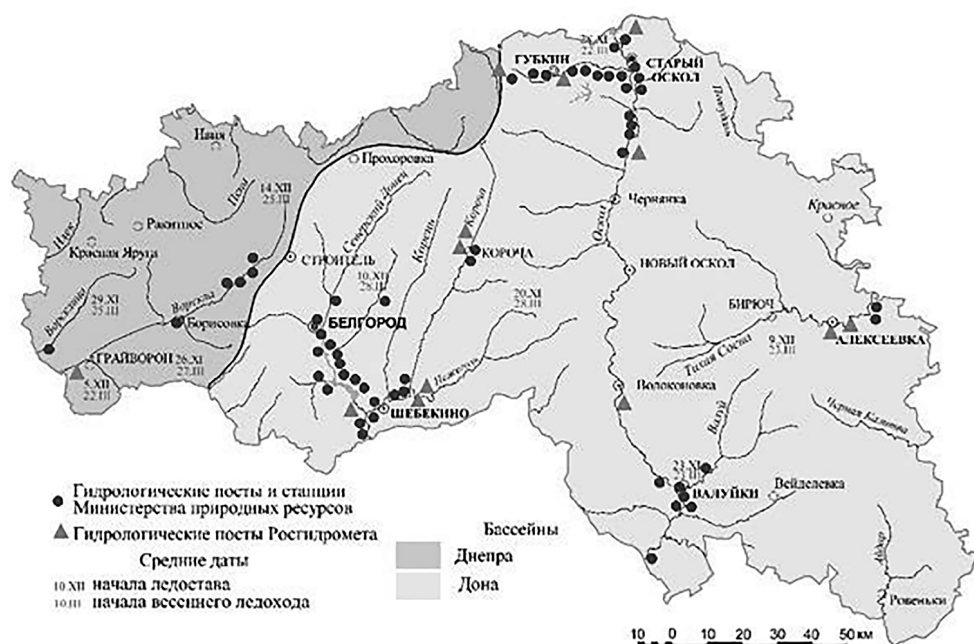 ГУБКИН
22.III
СТАРЫЙ
ОСКОЛ
Ивня
Прохоровка
14.XII
25.III
Псел
Северский Донец
Корень
Короча
Оскол
Чернянка
Красное
Илек
Ракитное
Красная Яруга
СТРОИТЕЛЬ
КОРОЧА
НОВЫЙ ОСКОЛ
10.XII
28.III
20.XI
28.III
29.XI
25.III
Ворскла
Борисовка
БЕЛГОРОД
БИРЮЧ
АЛЕКСЕЕВКА
Тихая Сосна
9.XII
23.III
ГРАЙВОРОН
26.XI
27.III
5.XII
22.III
Нежеголь
ШЕБЕКИНО
Волоконовка
Валуй
Черная Калитва
23.XI
ВАЛУЙКИ
Вейделевка
Айдар
Ровеньки
Гидрологические посты и станции
Министерства природных ресурсов
Гидрологические посты Росгидромета
Средние даты
10.XII начала ледостава
10.III начала весеннего ледохода
Бассейны
Днепра
Дона
10 0 10 20 30 40 50 км